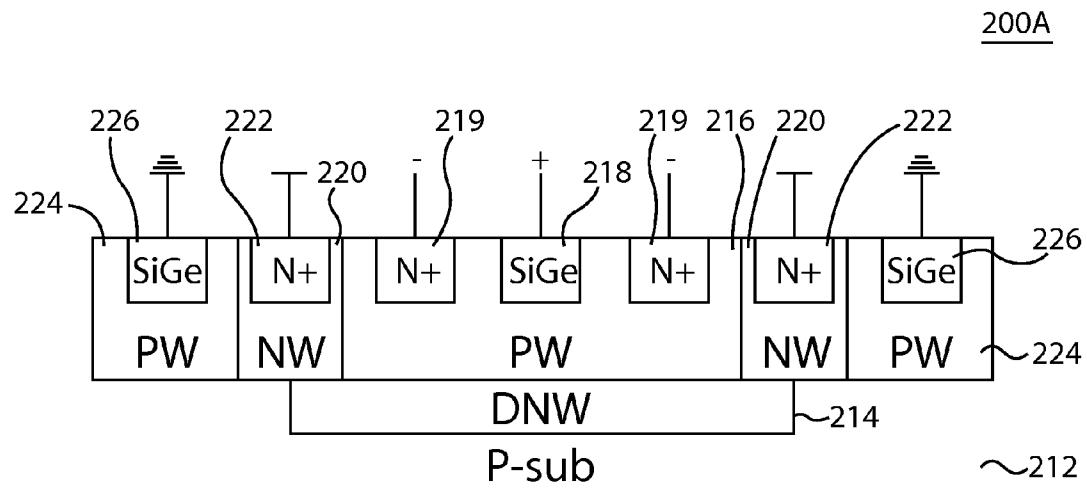 200A
226 222 219 219 216 220 222
- + -
220 218
224
SiGe N+ N+ SiGe N+ N+ SiGe 226
PW NW PW NW PW 224
DNW 214
P-sub 212